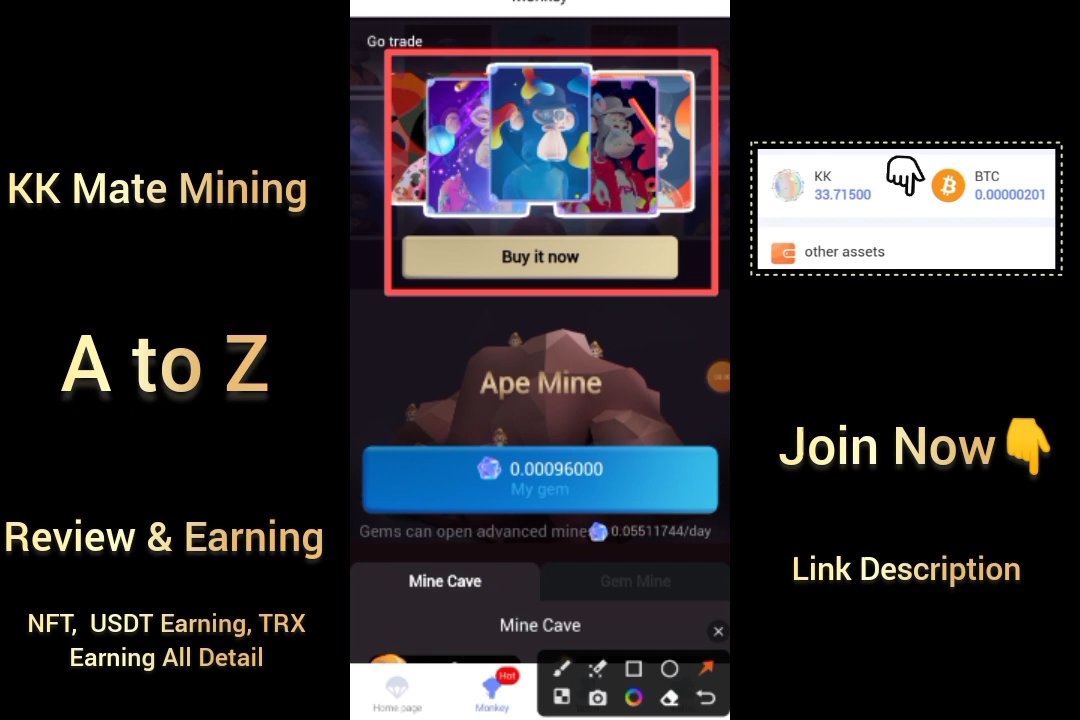 KK Mate Mining
A to Z
Review & Earning
NFT, USDT Earning, TRX
Earning All Detail
Monkey
Go trade
Buy it now
Ape Mine
0.00096000
My gem
Gems can open advanced mine
0.05511744/day
Mine Cave
Gem Mine
Mine Cave
Home page
Hot
Monkey
KK
33.71500
BTC
0.00000201
other assets
Join Now
Link Description